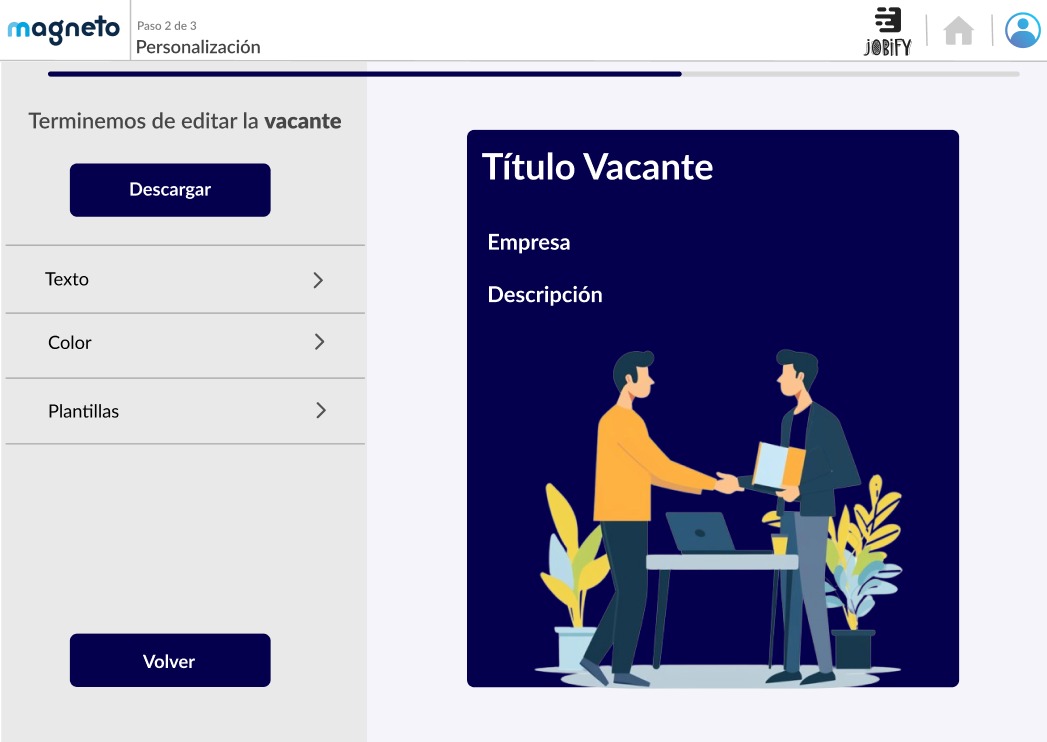 magneto
Paso 2 de 3
Personalización
JOBIFY
Terminemos de editar la vacante
Descargar
Texto
Color
Plantillas
Volver
Título Vacante
Empresa
Descripción